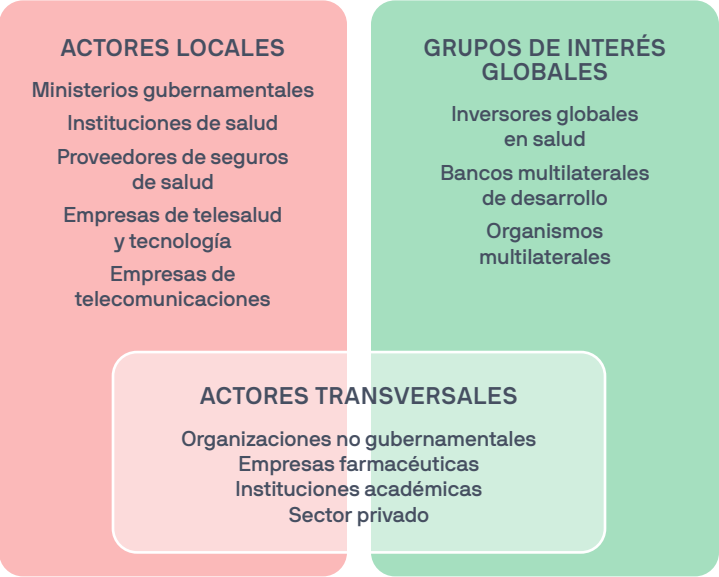 ACTORES LOCALES
Ministerios gubernamentales
Instituciones de salud
Proveedores de seguros
de salud
Empresas de telesalud
y tecnología
Empresas de
telecomunicaciones
GRUPOS DE INTERÉS
GLOBALES
Inversores globales
en salud
Bancos multilaterales
de desarrollo
Organismos
multilaterales
ACTORES TRANSVERSALES
Organizaciones no gubernamentales
Empresas farmacéuticas
Instituciones académicas
Sector privado